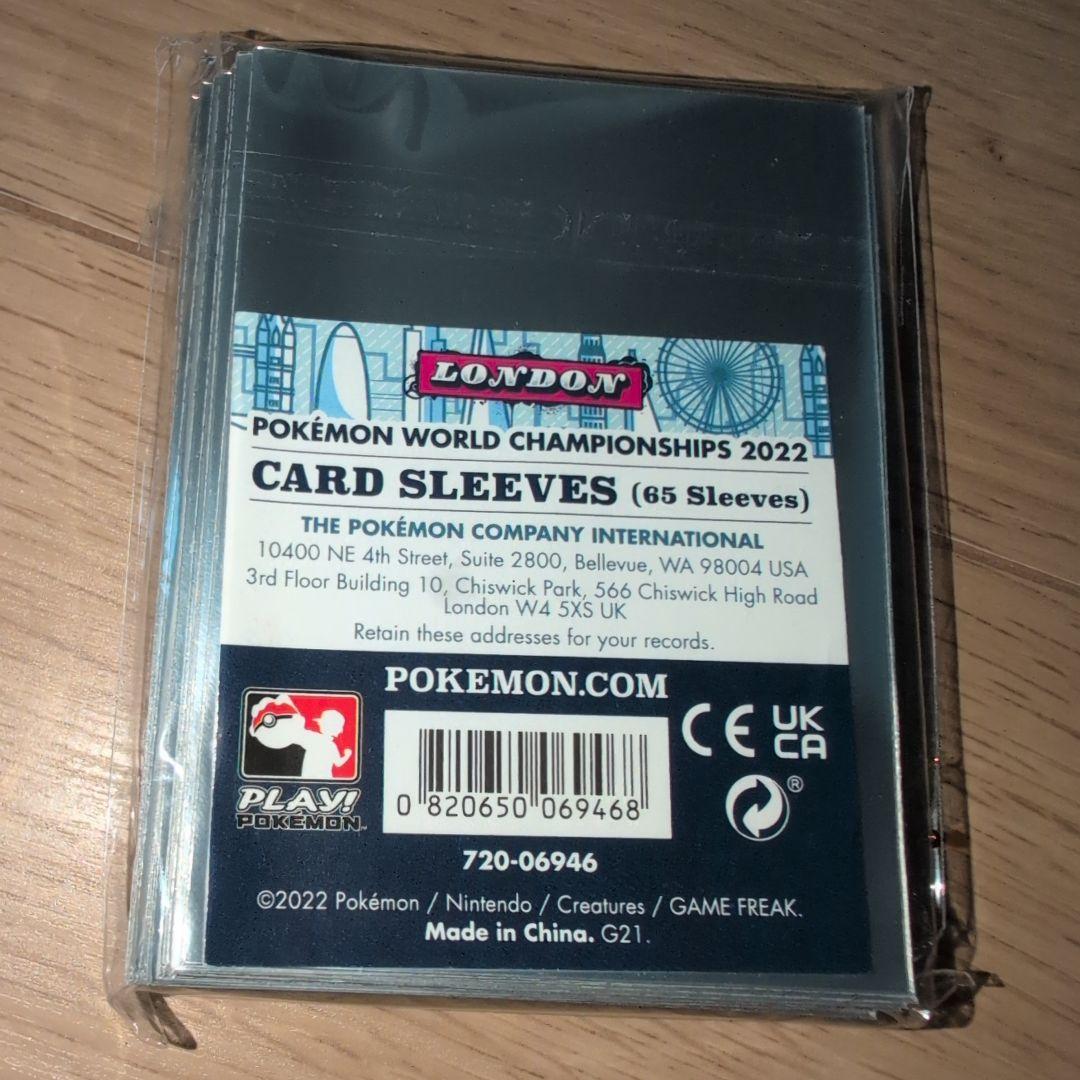 LONDON
POKÉMON WORLD CHAMPIONSHIPS 2022
CARD SLEEVES (65 Sleeves)
THE POKÉMON COMPANY INTERNATIONAL
10400 NE 4th Street, Suite 2800, Bellevue, WA 98004 USA
3rd Floor Building 10, Chiswick Park, 566 Chiswick High Road
London W4 5XS UK
Retain these addresses for your records.
POKEMON.COM
CE UK
CA
®
PLAY!
POKÉMON™
0 820650 069468
720-06946
©2022 Pokémon / Nintendo / Creatures / GAME FREAK.
Made in China. G21.